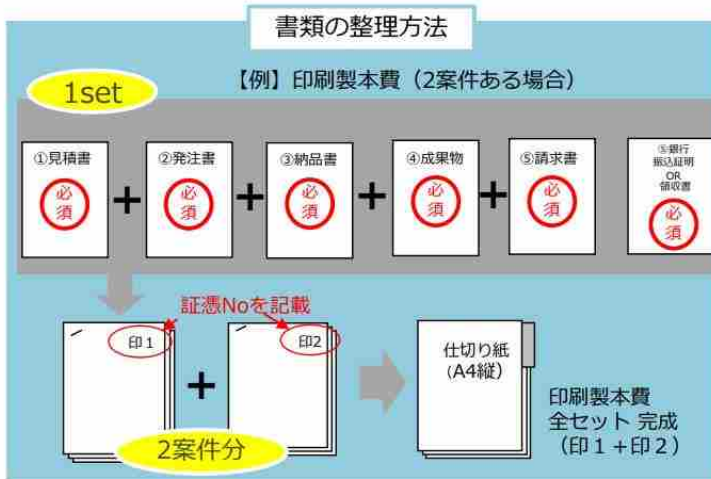 書類の整理方法
1set
【例】印刷製本費（2案件ある場合）
①見積書
必
須
+
②発注書
必
須
+
③納品書
必
須
+
④成果物
必
須
+
⑤請求書
必
須
⑤銀行
振込証明
OR
領収書
必
須
証憑Noを記載
印１
+
印2
2案件分
仕切り紙
(A4縦)
印刷製本費
全セット 完成
（印１＋印２）